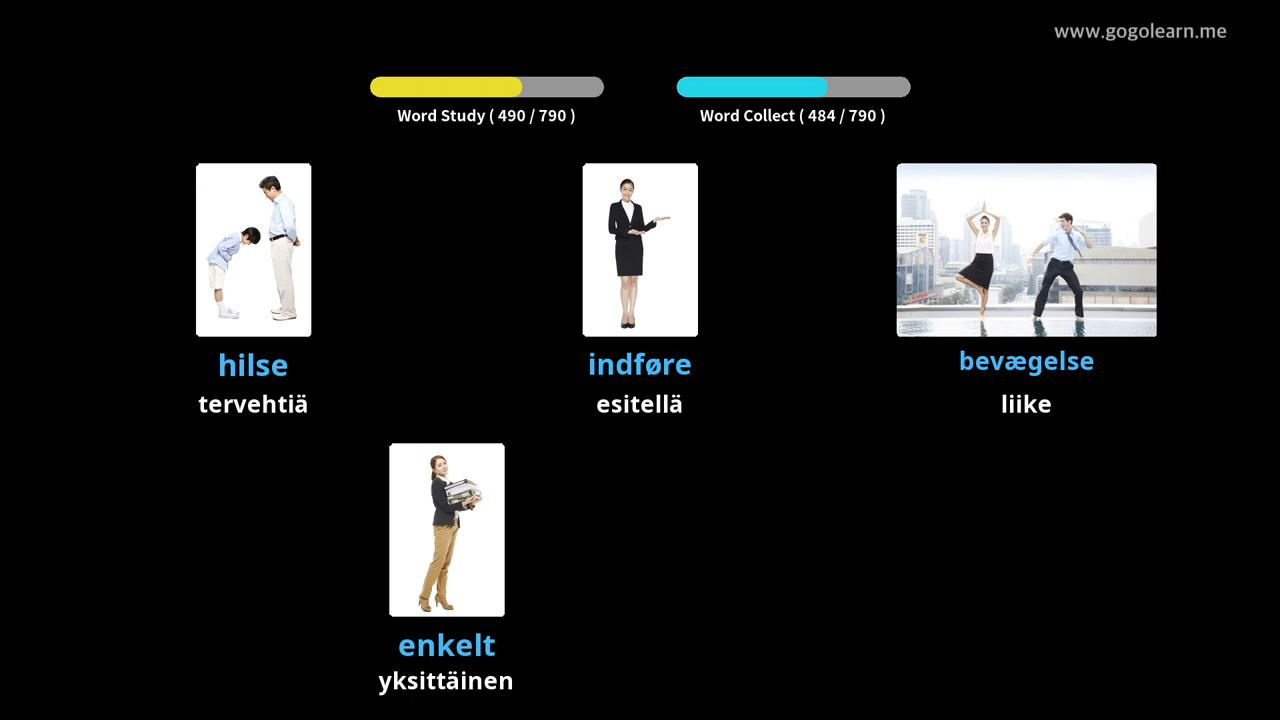 www.gogolearn.me
Word Study ( 490 / 790 )
Word Collect ( 484 / 790 )
hilse
tervehtiä
indføre
esitellä
bevægelse
liike
enkelt
yksittäinen